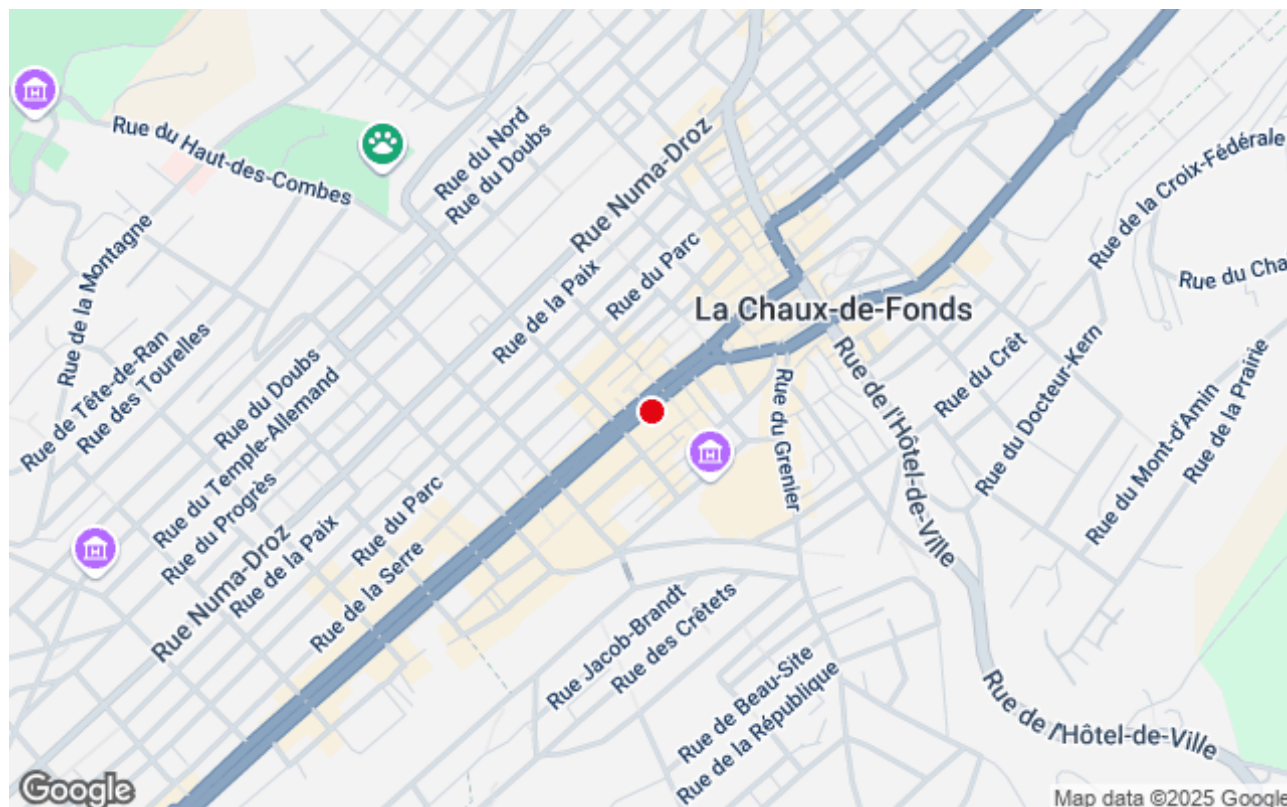 Rue du Haut-des-Combes
Rue du Nord
Rue du Doubs
Rue Numa-Droz
Rue de la Croix-Fédérale
Rue du Cha
Rue de la Montagne
Rue de la Paix
Rue du Parc
La Chaux-de-Fonds
Rue de Tête-de-Ran
Rue des Tourelles
Rue du Doubs
Rue du Temple-Allemand
Rue du Progrès
Rue Numa-Droz
Rue de la Paix
Rue du Parc
Rue de la Serre
Rue du Grenier
Rue de l'Hôtel-de-Ville
Rue du Crêt
Rue du Docteur-Kern
Rue du Mont-d'Amin
Rue de la Prairie
Rue Jacob-Brandt
Rue des Crêtets
Rue de Beau-Site
Rue de la République
Rue de l'Hôtel-de-Ville
Google
Map data ©2025 Google